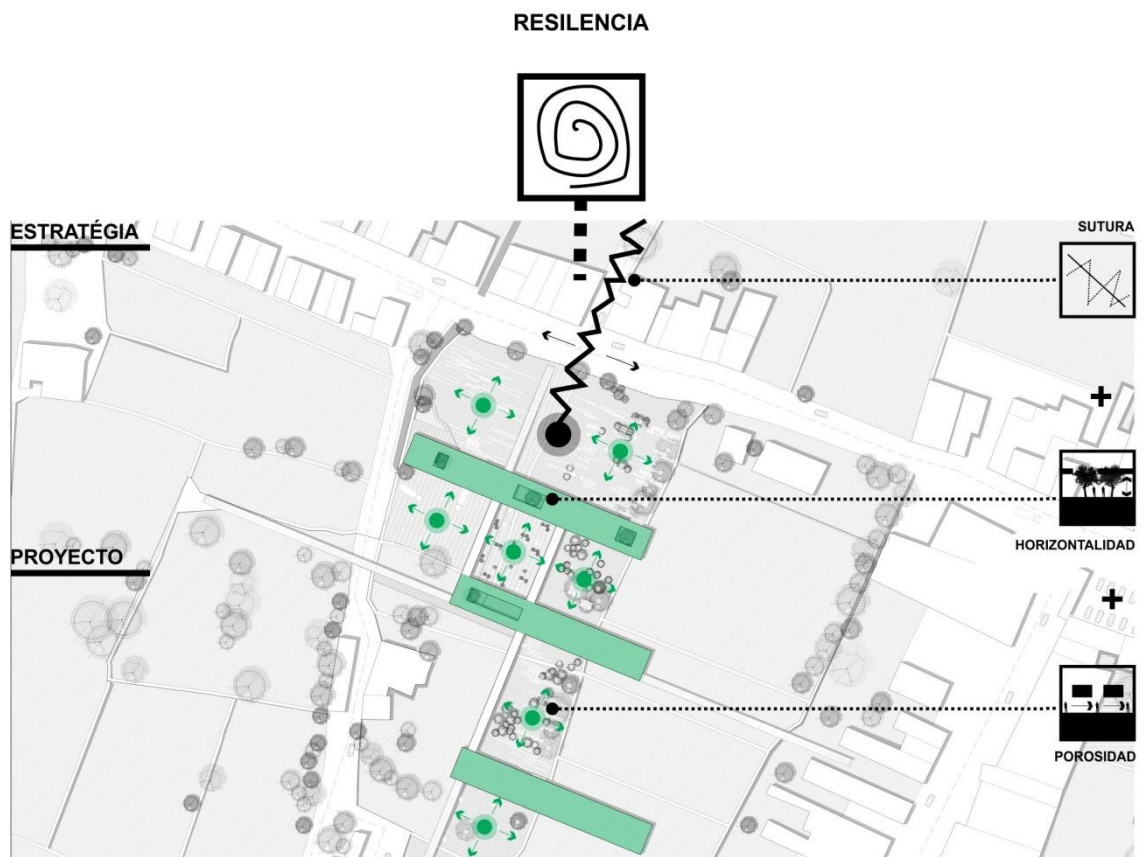 RESILENCIA
ESTRATÉGIA
SUTURA
+
HORIZONTALIDAD
PROYECTO
+
POROSIDAD